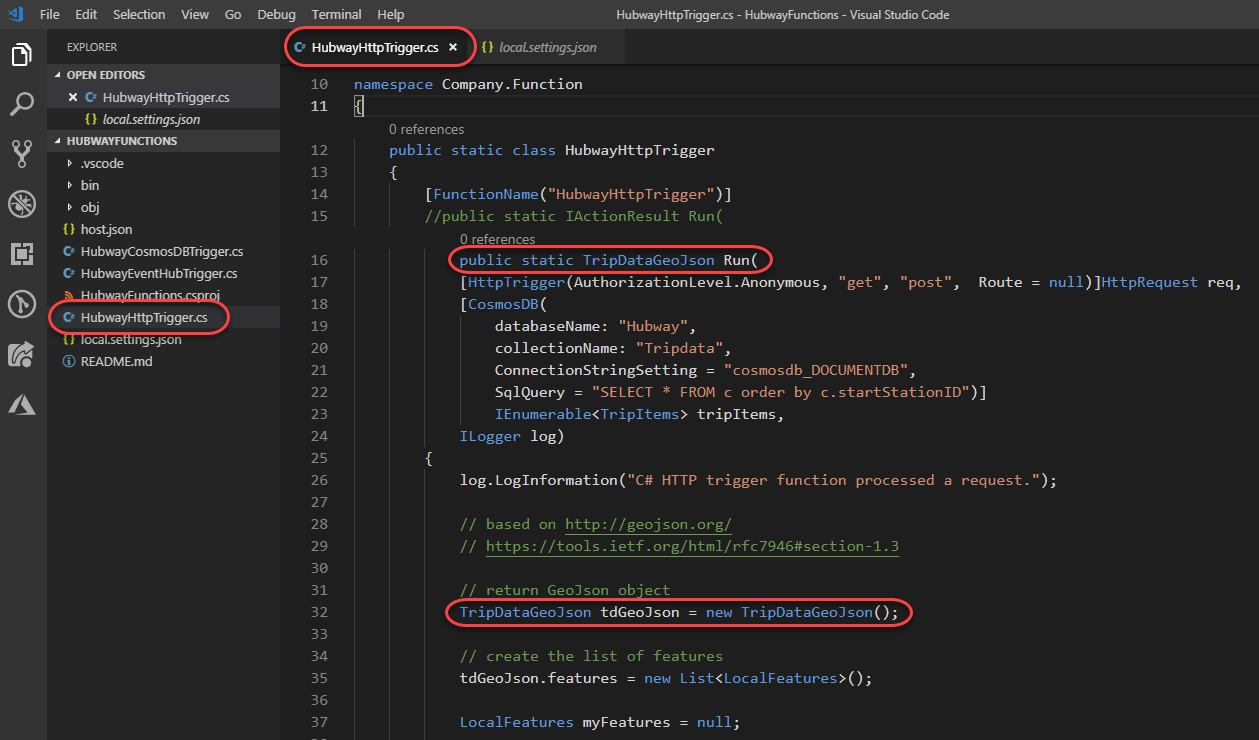 File Edit Selection View Go Debug Terminal Help HubwayHttpTrigger.cs - HubwayFunctions - Visual Studio Code
EXPLORER
OPEN EDITORS
HubwayHttpTrigger.cs
{} local.settings.json
HUBWAYFUNCTIONS
.vscode
bin
obj
{} host.json
HubwayCosmosDBTrigger.cs
HubwayEventHubTrigger.cs
HubwayFunctions.csproj
HubwayHttpTrigger.cs
{} local.settings.json
README.md
HubwayHttpTrigger.cs × {} local.settings.json
10 namespace Company.Function
11 {
0 references
12 public static class HubwayHttpTrigger
13 {
14 [FunctionName("HubwayHttpTrigger")]
15 //public static IActionResult Run(
0 references
16 public static TripDataGeoJson Run(
17 [HttpTrigger(AuthorizationLevel.Anonymous, "get", "post",  Route = null)]HttpRequest req,
18 [CosmosDB(
19 databaseName: "Hubway",
20 collectionName: "Tripdata",
21 ConnectionStringSetting = "cosmosdb_DOCUMENTDB",
22 SqlQuery = "SELECT * FROM c order by c.startStationID")]
23 IEnumerable<TripItems> tripItems,
24 ILogger log)
25 {
26 log.LogInformation("C# HTTP trigger function processed a request.");
27
28 // based on http://geojson.org/
29 // https://tools.ietf.org/html/rfc7946#section-1.3
30
31 // return GeoJson object
32 TripDataGeoJson tdGeoJson = new TripDataGeoJson();
33
34 // create the list of features
35 tdGeoJson.features = new List<LocalFeatures>();
36
37 LocalFeatures myFeatures = null;